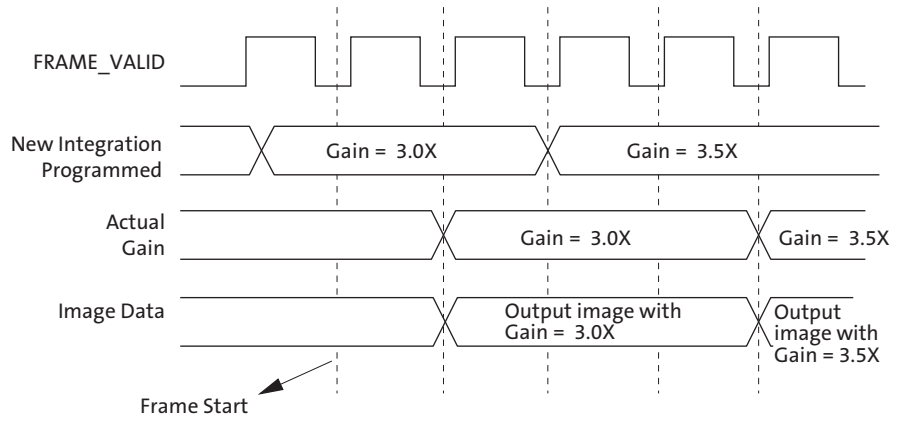 FRAME_VALID
New Integration
Programmed
Gain = 3.0X
Gain = 3.5X
Actual
Gain
Gain = 3.0X
Gain = 3.5X
Image Data
Output image with
Gain = 3.0X
Output
image with
Gain = 3.5X
Frame Start